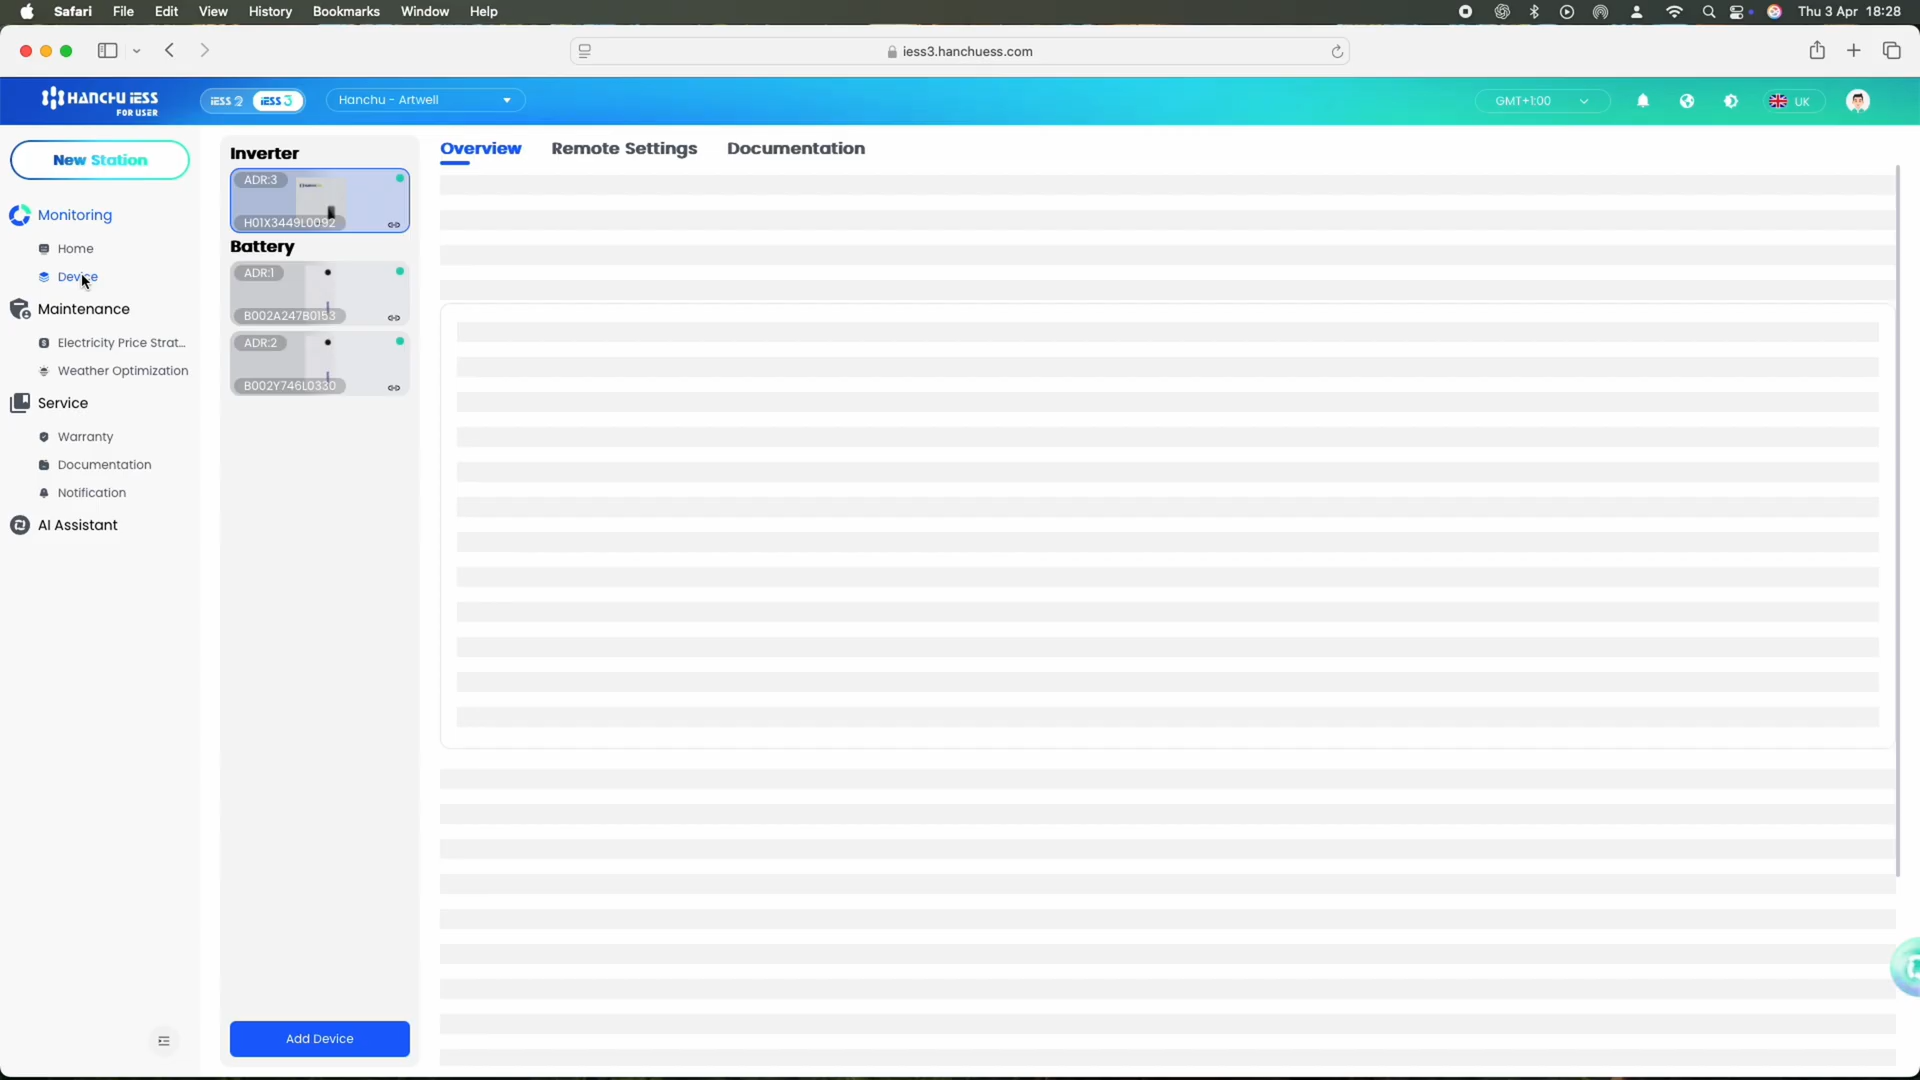 Safari File Edit View History Bookmarks Window Help Thu 3 Apr 18:28
iess3.hanchuess.com
HANCHU iESS
FOR USER
iESS 2 iESS 3
Hanchu - Artwell
GMT+1:00
UK
New Station
Monitoring
Home
Device
Maintenance
Electricity Price Strat...
Weather Optimization
Service
Warranty
Documentation
Notification
AI Assistant
Inverter
ADR:3
H01X3449L0092
Battery
ADR:1
B002A247B0153
ADR:2
B002Y746L0330
Add Device
Overview Remote Settings Documentation